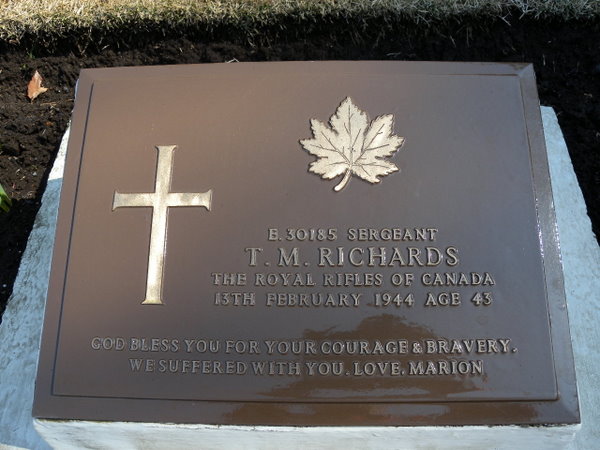 E. 30185 SERGEANT
T. M. RICHARDS
THE ROYAL RIFLES OF CANADA
13TH FEBRUARY 1944 AGE 43
GOD BLESS YOU FOR YOUR COURAGE & BRAVERY.
WE SUFFERED WITH YOU. LOVE, MARION